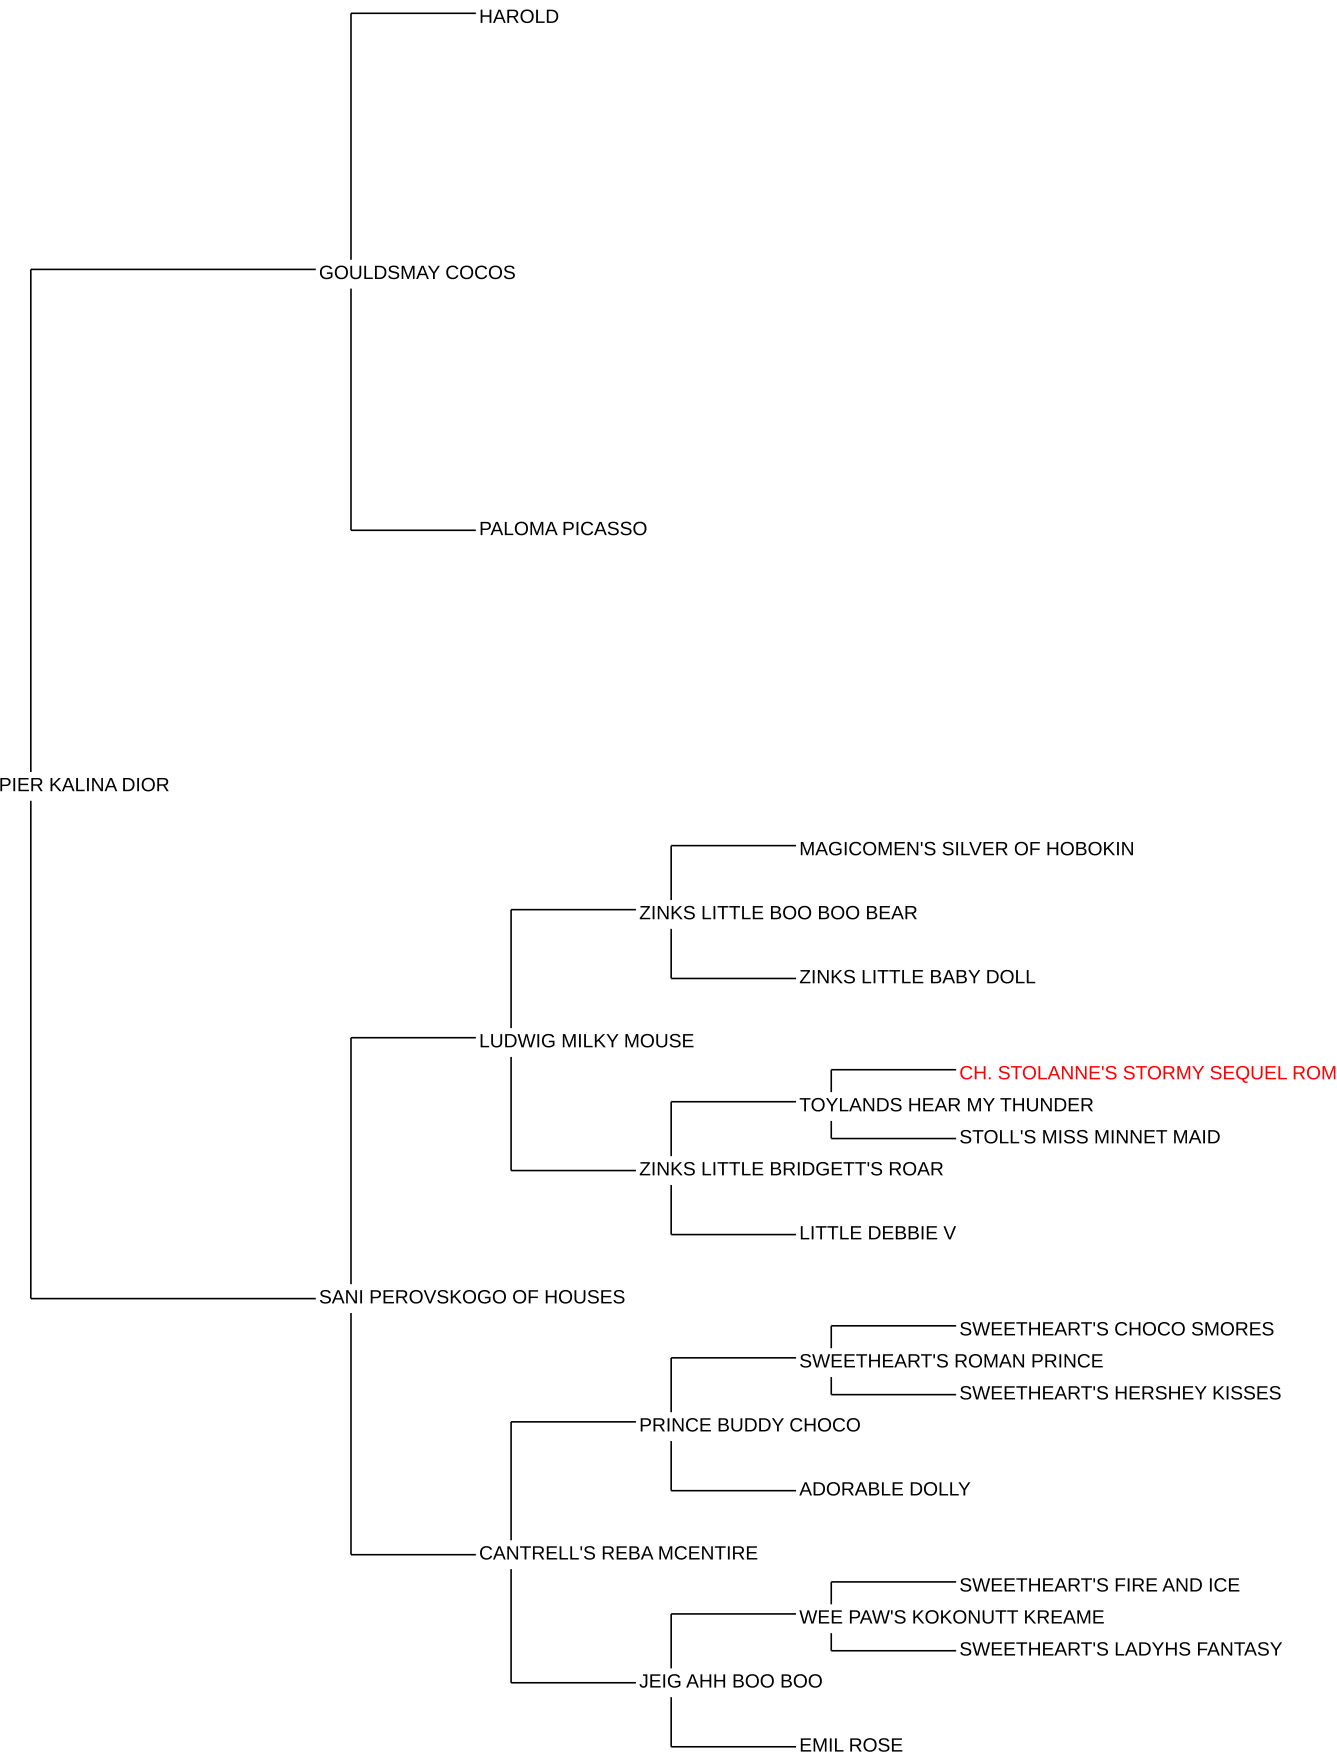 HAROLD
GOULDSMAY COCOS
PALOMA PICASSO
PIER KALINA DIOR
MAGICOMEN'S SILVER OF HOBOKIN
ZINKS LITTLE BOO BOO BEAR
ZINKS LITTLE BABY DOLL
LUDWIG MILKY MOUSE
CH. STOLANNE'S STORMY SEQUEL ROM
TOYLANDS HEAR MY THUNDER
STOLL'S MISS MINNET MAID
ZINKS LITTLE BRIDGETT'S ROAR
LITTLE DEBBIE V
SANI PEROVSKOGO OF HOUSES
SWEETHEART'S CHOCO SMORES
SWEETHEART'S ROMAN PRINCE
SWEETHEART'S HERSHEY KISSES
PRINCE BUDDY CHOCO
ADORABLE DOLLY
CANTRELL'S REBA MCENTIRE
SWEETHEART'S FIRE AND ICE
WEE PAW'S KOKONUTT KREAME
SWEETHEART'S LADYHS FANTASY
JEIG AHH BOO BOO
EMIL ROSE